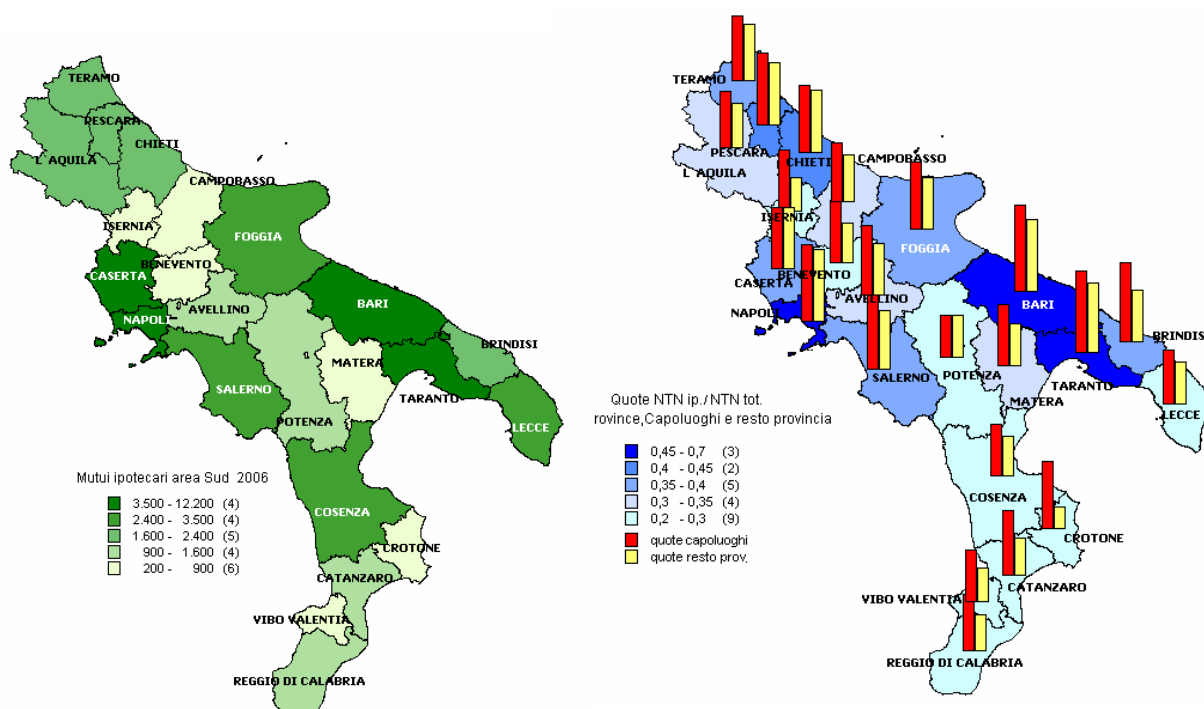 TERAMO
PESCARA
CHIETI
L´AQUILA
CAMPOBASSO
ISERNIA
FOGGIA
BENEVENTO
CASERTA
AVELLINO
BARI
NAPOLI
BRINDISI
MATERA
SALERNO
TARANTO
POTENZA
LECCE
COSENZA
CROTONE
CATANZARO
VIBO VALENTIA
REGGIO DI CALABRIA
Mutui ipotecari area Sud 2006
3.500 - 12.200 (4)
2.400 - 3.500 (4)
1.600 - 2.400 (5)
900 - 1.600 (4)
200 - 900 (6)
TERAMO
PESCARA
CHIETI
CAMPOBASSO
L´AQUILA
ISERNIA
FOGGIA
BENEVENTO
CASERTA
AVELLINO
BARI
NAPOLI
BRINDIS
SALERNO
POTENZA
TARANTO
MATERA
LECCE
COSENZA
CROTONE
CATANZARO
VIBO VALENTIA
REGGIO DI CALABRIA
Quote NTN ip./NTN tot.
rovince,Capoluoghi e resto provincia
0,45 - 0,7 (3)
0,4 - 0,45 (2)
0,35 - 0,4 (5)
0,3 - 0,35 (4)
0,2 - 0,3 (9)
quote capoluoghi
quote resto prov.